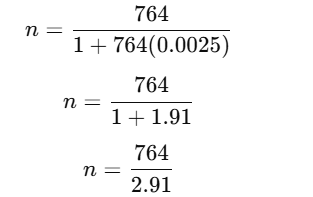 n = 764 / 1 + 764(0.0025)
n = 764 / 1 + 1.91
n = 764 / 2.91